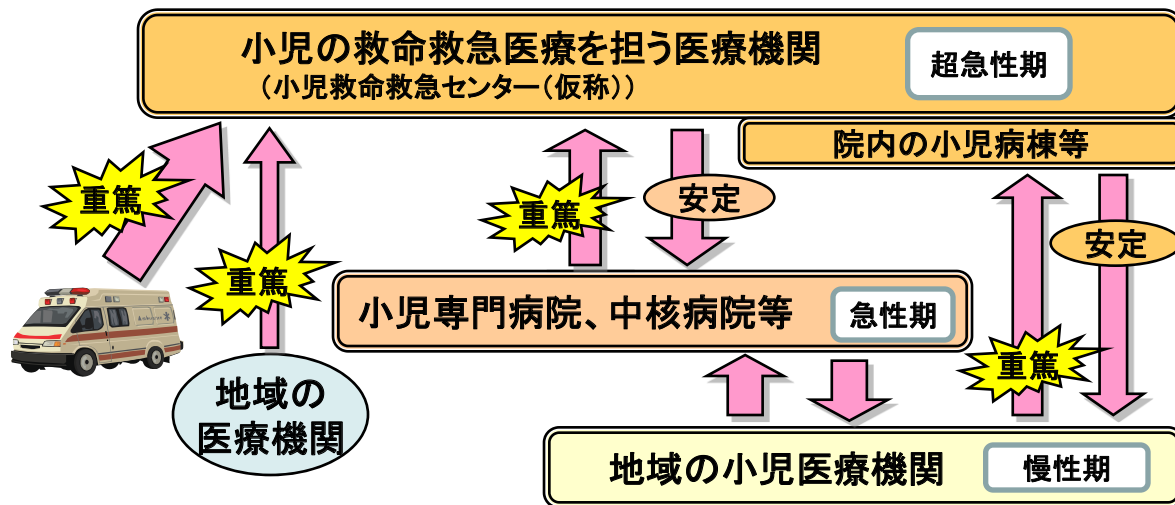 小児の救命救急医療を担う医療機関
（小児救命救急センター（仮称））
超急性期
院内の小児病棟等
重篤
重篤
安定
安定
重篤
小児専門病院、中核病院等
急性期
重篤
地域の
医療機関
地域の小児医療機関
慢性期